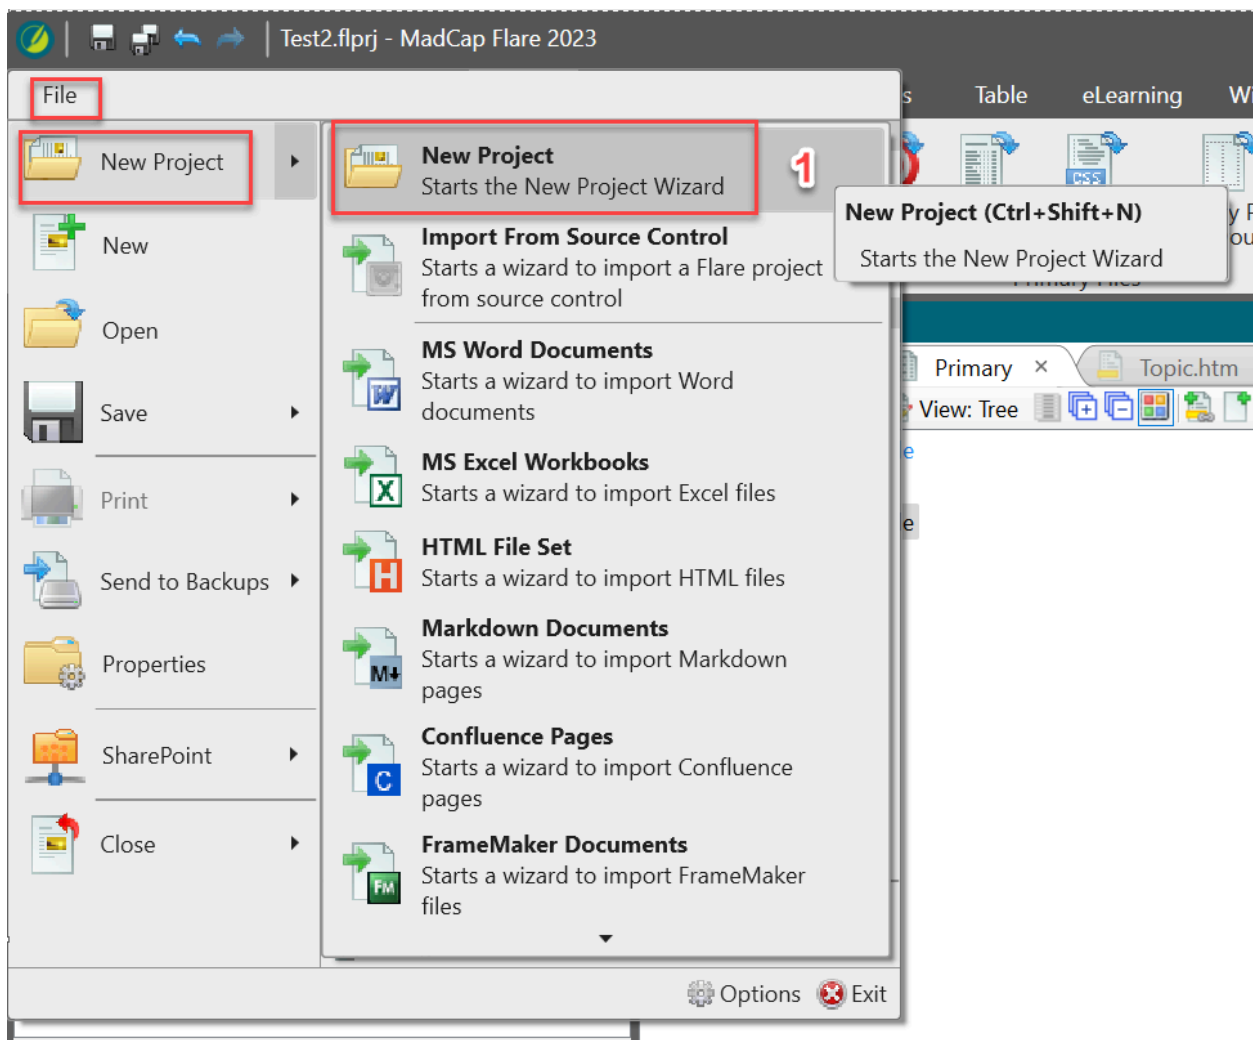 Test2.flprj - MadCap Flare 2023
File
Table
eLearning
New Project
New
Open
Save
Print
Send to Backups
Properties
SharePoint
Close
New Project
Starts the New Project Wizard
1
Import From Source Control
Starts a wizard to import a Flare project
from source control
MS Word Documents
Starts a wizard to import Word
documents
MS Excel Workbooks
Starts a wizard to import Excel files
HTML File Set
Starts a wizard to import HTML files
Markdown Documents
Starts a wizard to import Markdown
pages
Confluence Pages
Starts a wizard to import Confluence
pages
FrameMaker Documents
Starts a wizard to import FrameMaker
files
New Project (Ctrl+Shift+N)
Starts the New Project Wizard
CSS
W
X
H
M
C
FM
Primary
Topic.htm
View: Tree
Options
Exit